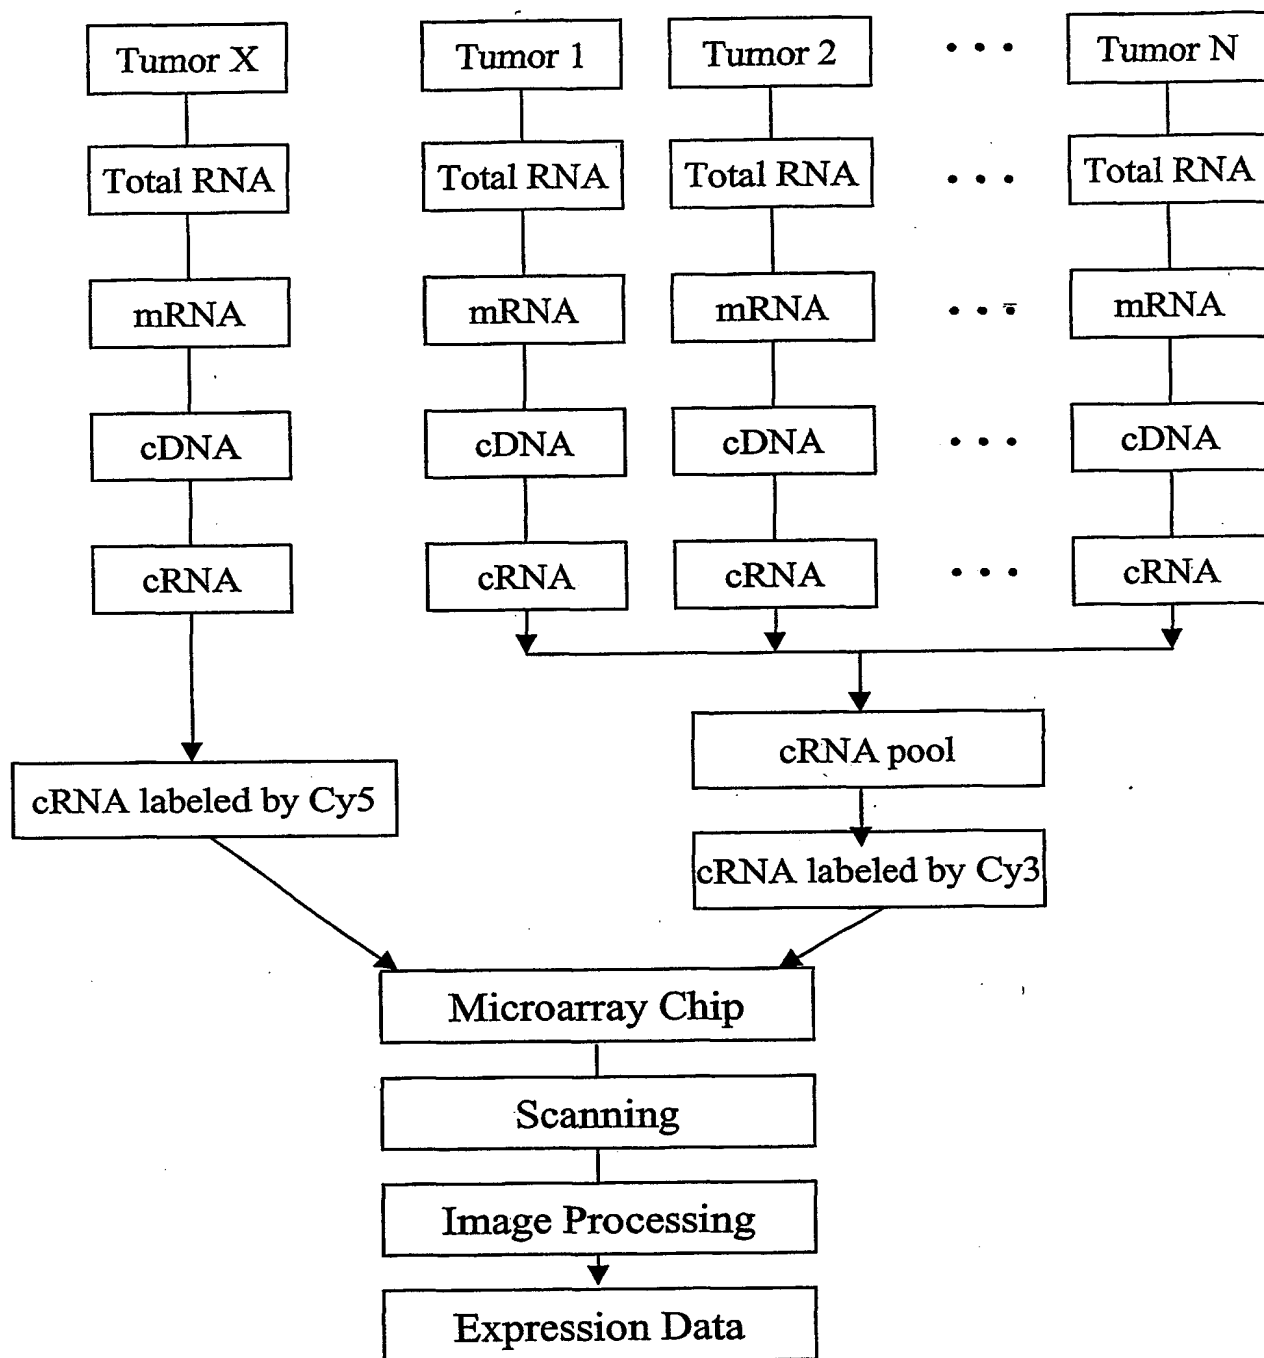 Tumor X Tumor 1 Tumor 2 • • • Tumor N
Total RNA Total RNA Total RNA • • • Total RNA
mRNA mRNA mRNA • • • mRNA
cDNA cDNA cDNA • • • cDNA
cRNA cRNA cRNA • • • cRNA
cRNA pool
cRNA labeled by Cy5
cRNA labeled by Cy3
Microarray Chip
Scanning
Image Processing
Expression Data